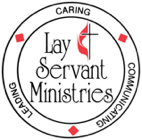 CARING
Lay
Servant
Ministries
LEADING
COMMUNICATING